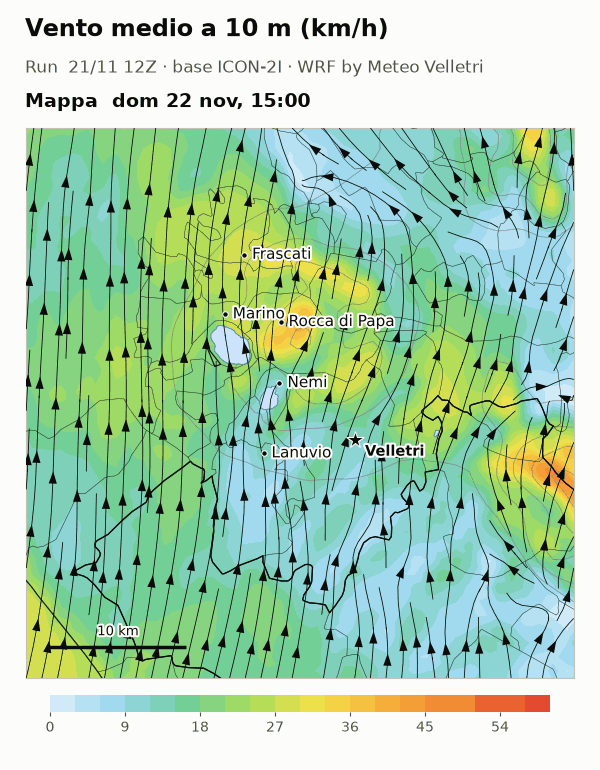 Vento medio a 10 m (km/h)
Run  21/11 12Z · base ICON-2I · WRF by Meteo Velletri
Mappa  dom 22 nov, 15:00
Frascati
Marino
Rocca di Papa
Nemi
Velletri
Lanuvio
10 km
0 9 18 27 36 45 54